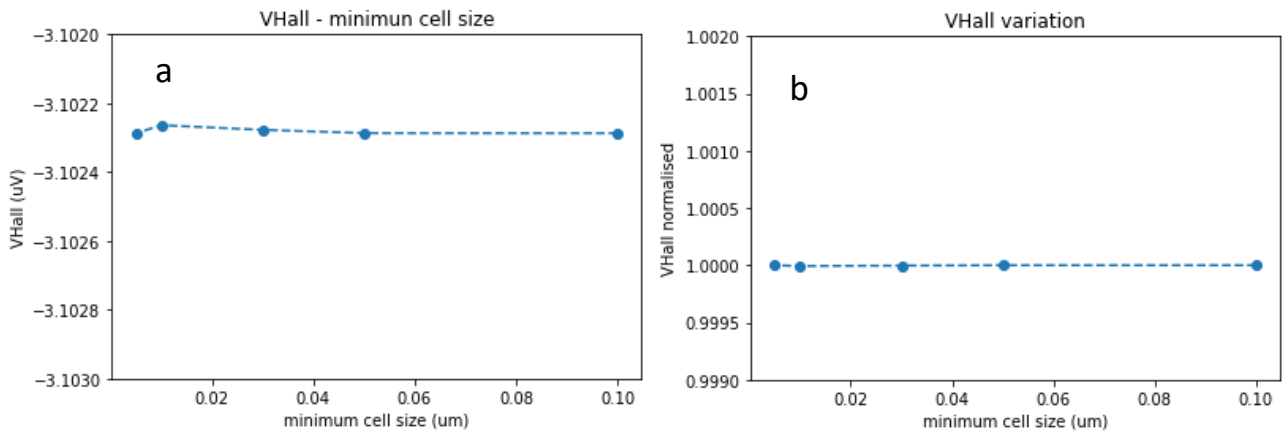 VHall - minimun cell size
a
−3.1020
−3.1022
−3.1024
−3.1026
−3.1028
−3.1030
VHall (uV)
0.02 0.04 0.06 0.08 0.10
minimum cell size (um)
VHall variation
b
1.0020
1.0015
1.0010
1.0005
1.0000
0.9995
0.9990
VHall normalised
0.02 0.04 0.06 0.08 0.10
minimum cell size (um)